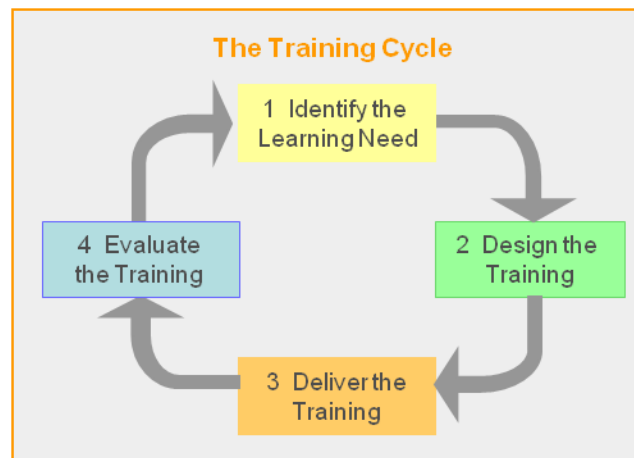 The Training Cycle
1 Identify the
Learning Need
2 Design the
Training
3 Deliver the
Training
4 Evaluate
the Training